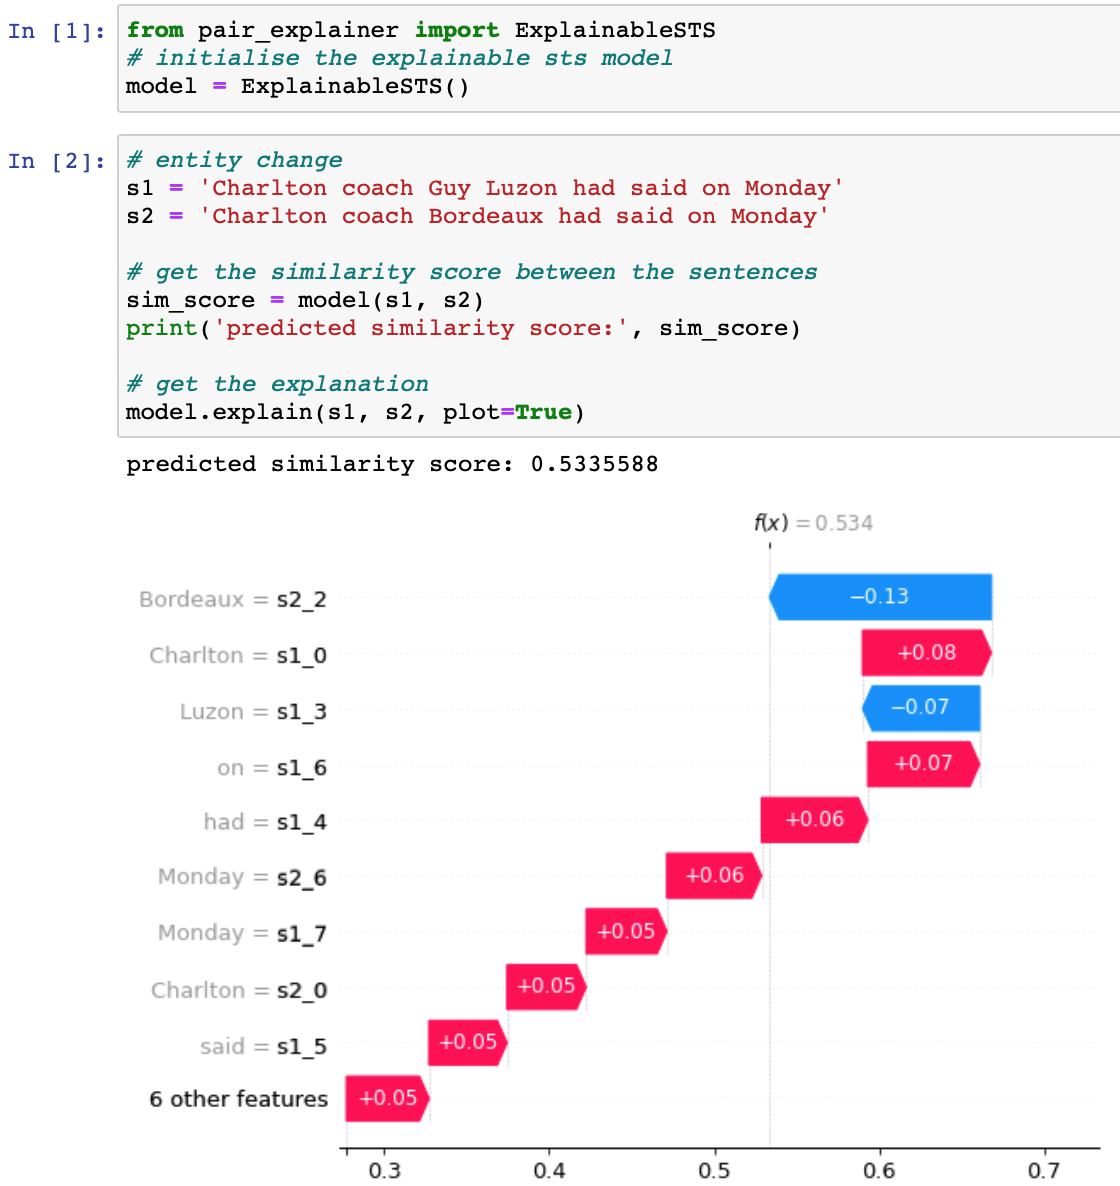 In [1]: from pair_explainer import ExplainableSTS
# initialise the explainable sts model
model = ExplainableSTS()
In [2]: # entity change
s1 = 'Charlton coach Guy Luzon had said on Monday'
s2 = 'Charlton coach Bordeaux had said on Monday'
# get the similarity score between the sentences
sim_score = model(s1, s2)
print('predicted similarity score:', sim_score)
# get the explanation
model.explain(s1, s2, plot=True)
predicted similarity score: 0.5335588
f(x) = 0.534
Bordeaux = s2_2 −0.13
Charlton = s1_0 +0.08
Luzon = s1_3 −0.07
on = s1_6 +0.07
had = s1_4 +0.06
Monday = s2_6 +0.06
Monday = s1_7 +0.05
Charlton = s2_0 +0.05
said = s1_5 +0.05
6 other features +0.05
0.3 0.4 0.5 0.6 0.7